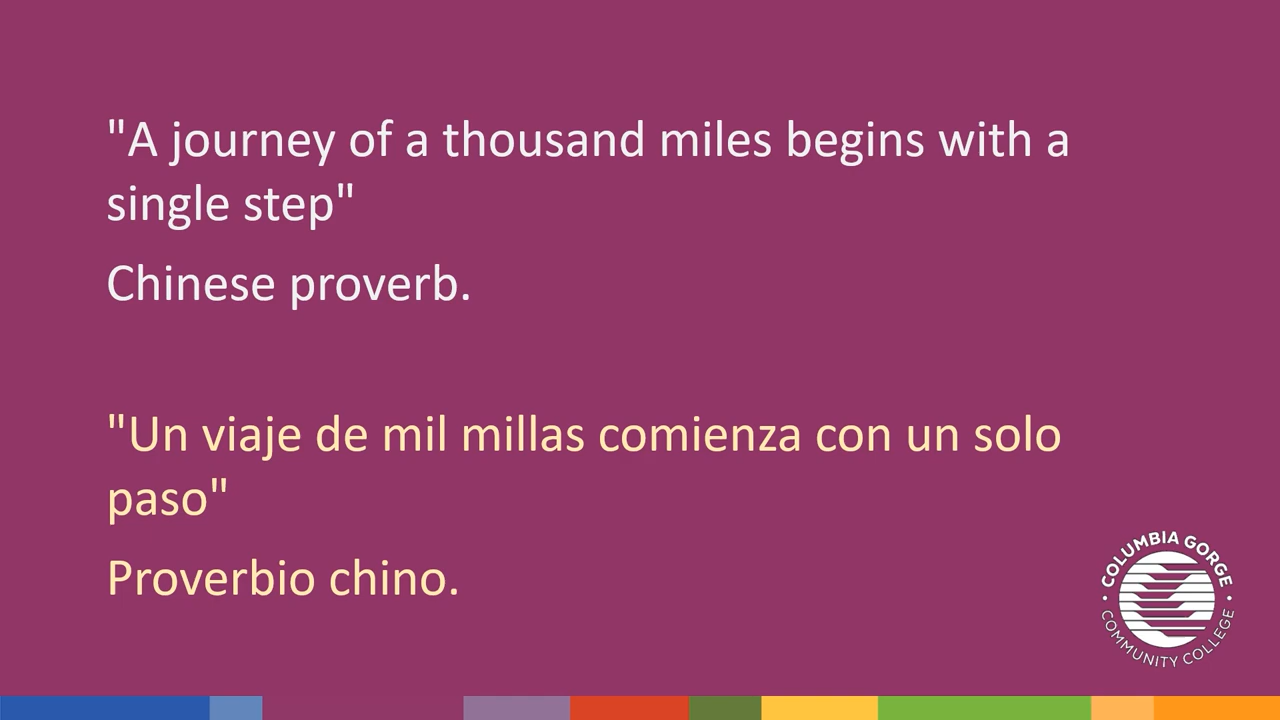 "A journey of a thousand miles begins with a
single step"
Chinese proverb.
"Un viaje de mil millas comienza con un solo
paso"
Proverbio chino.
COLUMBIA GORGE
COMMUNITY COLLEGE